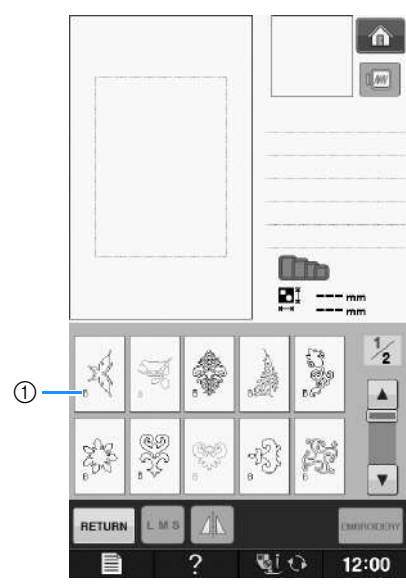 --- mm
--- mm
1/2
①
RETURN
L M S
EMBROIDERY
?
i
12:00